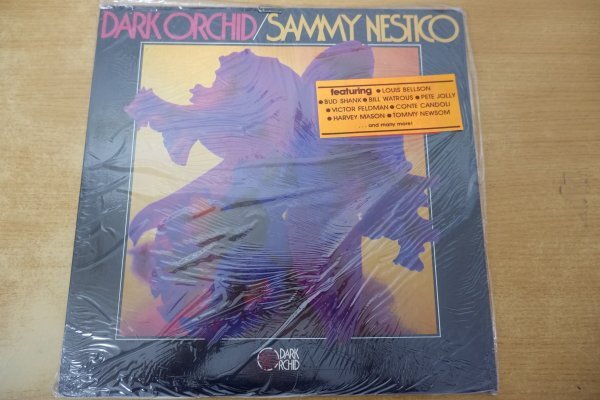 DARK ORCHID/SAMMY NESTICO
featuring • LOUIS BELLSON
• BUD SHANK • BILL WATROUS • PETE JOLLY
• VICTOR FELDMAN • CONTE CANDOLI
• HARVEY MASON • TOMMY NEWSOM
. . . and many more!
DARK
ORCHID